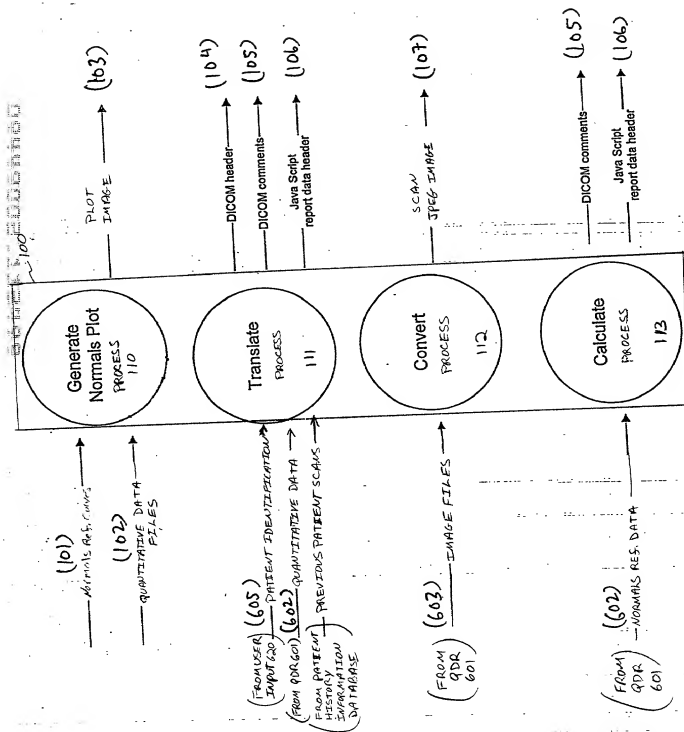 ~100
(101)
(102)
QUANTITATIVE DATA
FILES
Generate
Normals Plot
PROCESS
110
PLOT
IMAGE
(103)
(FROM USER
INPUT 620)
(605)
PATIENT IDENTIFICATION
(FROM QDR 601)
(602)
QUANTITATIVE DATA
(FROM PATIENT
HISTORY
INFORMATION
DATABASE)
PREVIOUS PATIENT SCANS
Translate
PROCESS
111
DICOM header
(104)
DICOM comments
(105)
Java Script
report data header
(106)
(FROM
QDR
601)
(603)
IMAGE FILES
Convert
PROCESS
112
SCAN
JPEG IMAGE
(107)
(FROM
QDR
601)
(602)
NORMALS REF. DATA
Calculate
PROCESS
113
DICOM comments
(105)
Java Script
report data header
(106)